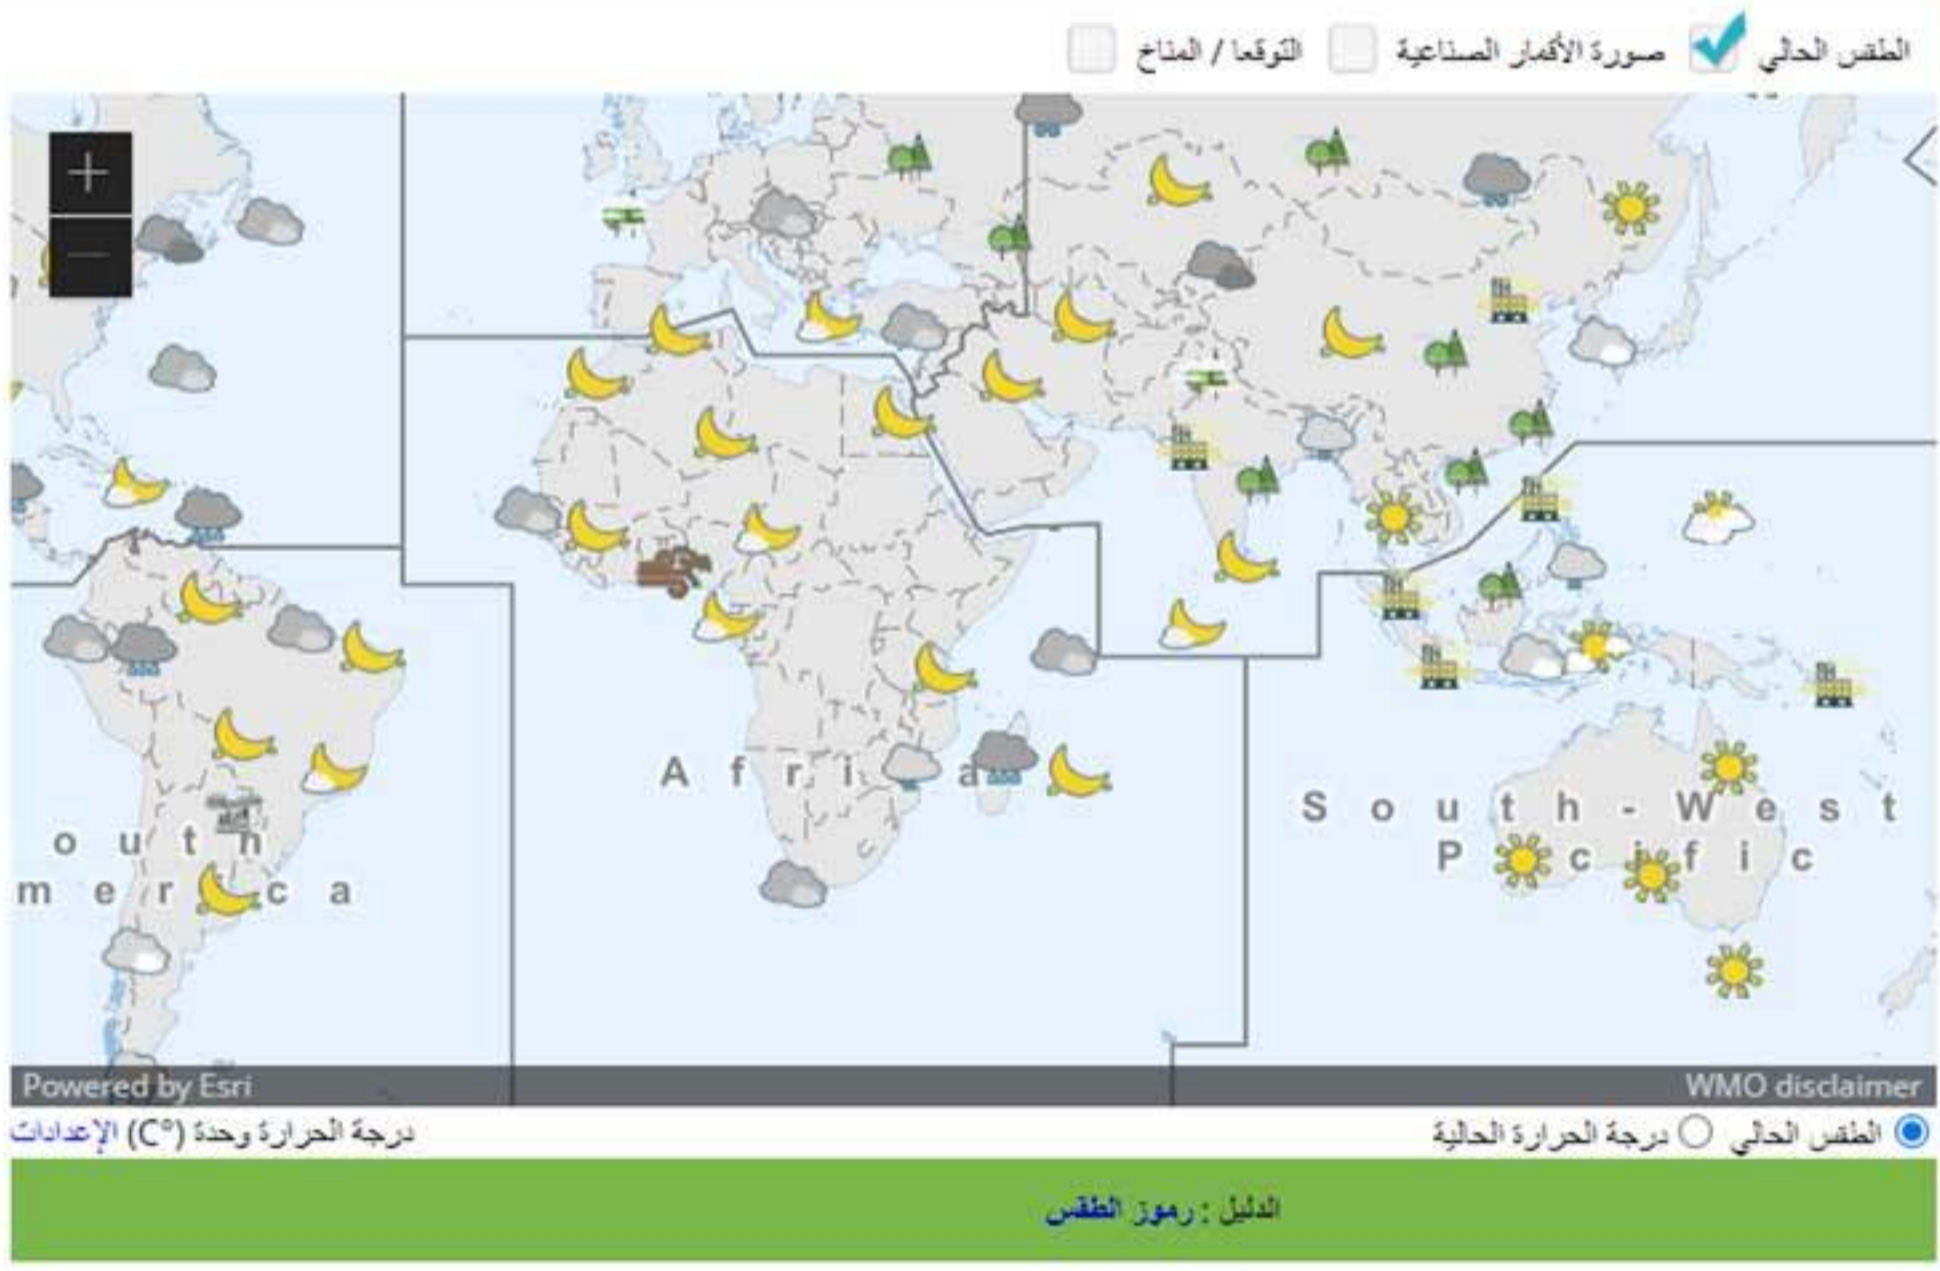 الطقس الحالي صورة الأقمار الصناعية التوقعا / المناخ
+
−
A f r i a
S o u t h - W e s t
o u t h
P c i f i c
m e r c a
Powered by Esri WMO disclaimer
الطقس الحالي درجة الحرارة الحالية درجة الحرارة وحدة (C°) الإعدادات
الدليل : رموز الطقس